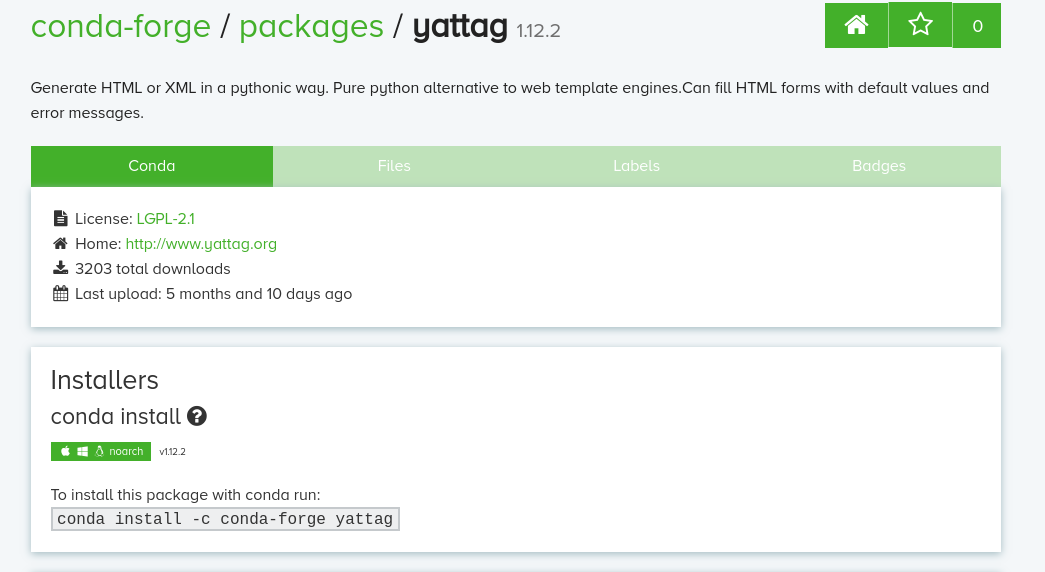 conda-forge / packages / yattag 1.12.2
0
Generate HTML or XML in a pythonic way. Pure python alternative to web template engines.Can fill HTML forms with default values and
error messages.
Conda Files Labels Badges
License: LGPL-2.1
Home: http://www.yattag.org
3203 total downloads
Last upload: 5 months and 10 days ago
Installers
conda install ?
noarch v1.12.2
To install this package with conda run:
conda install -c conda-forge yattag